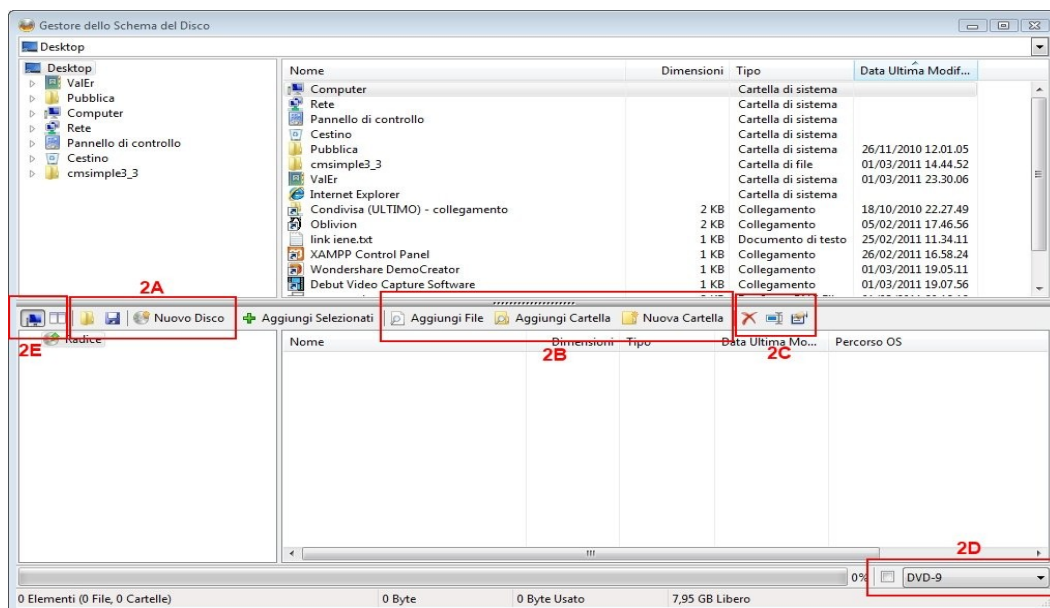 Gestore dello Schema del Disco
Desktop
Desktop
ValEr
Pubblica
Computer
Rete
Pannello di controllo
Cestino
cmsimple3_3
Nome Dimensioni Tipo Data Ultima Modif...
Computer Cartella di sistema
Rete Cartella di sistema
Pannello di controllo Cartella di sistema
Cestino Cartella di sistema
Pubblica Cartella di sistema 26/11/2010 12.01.05
cmsimple3_3 Cartella di file 01/03/2011 14.44.52
ValEr Cartella di sistema 01/03/2011 23.30.06
Internet Explorer Cartella di sistema
Condivisa (ULTIMO) - collegamento 2 KB Collegamento 18/10/2010 22.27.49
Oblivion 2 KB Collegamento 05/02/2011 17.46.56
link iene.txt 1 KB Documento di testo 25/02/2011 11.34.11
XAMPP Control Panel 1 KB Collegamento 26/02/2011 16.58.24
Wondershare DemoCreator 1 KB Collegamento 01/03/2011 19.05.11
Debut Video Capture Software 1 KB Collegamento 01/03/2011 19.07.56
2A
Nuovo Disco Aggiungi Selezionati Aggiungi File Aggiungi Cartella Nuova Cartella
2E
2B
2C
Radice
Nome Dimensioni Tipo Data Ultima Mo... Percorso OS
2D
0% DVD-9
0 Elementi (0 File, 0 Cartelle) 0 Byte 0 Byte Usato 7,95 GB Libero